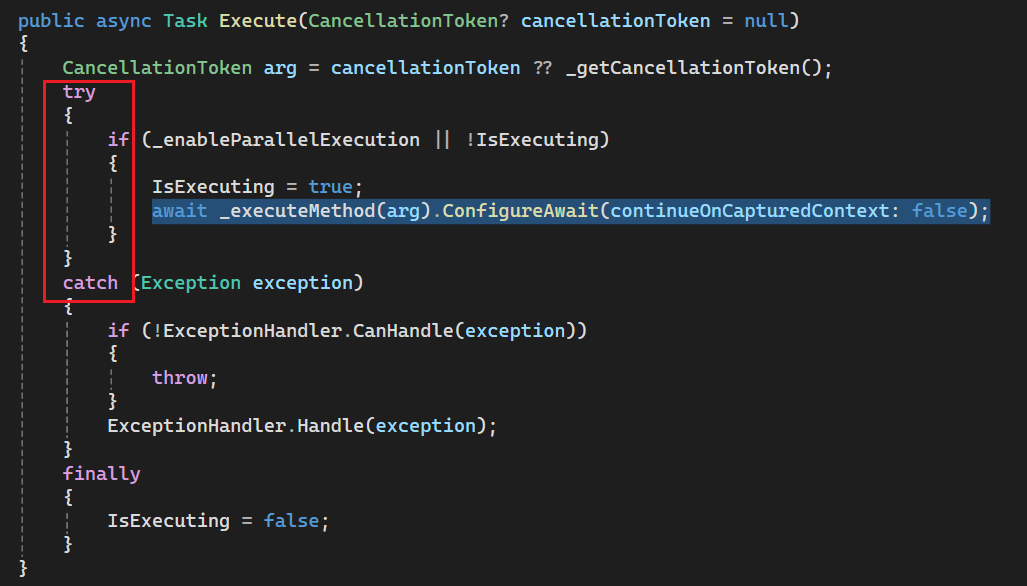 public async Task Execute(CancellationToken? cancellationToken = null)
{
CancellationToken arg = cancellationToken ?? _getCancellationToken();
try
{
if (_enableParallelExecution || !IsExecuting)
{
IsExecuting = true;
await _executeMethod(arg).ConfigureAwait(continueOnCapturedContext: false);
}
}
catch (Exception exception)
{
if (!ExceptionHandler.CanHandle(exception))
{
throw;
}
ExceptionHandler.Handle(exception);
}
finally
{
IsExecuting = false;
}
}